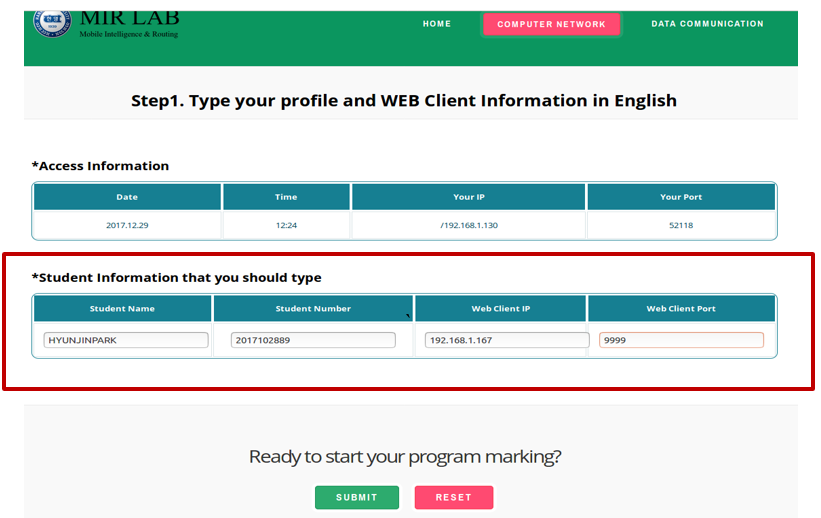 MIR LAB
Mobile Intelligence & Routing
HOME
COMPUTER NETWORK
DATA COMMUNICATION
Step1. Type your profile and WEB Client Information in English
*Access Information
Date Time Your IP Your Port
2017.12.29 12:24 /192.168.1.130 52118
*Student Information that you should type
Student Name Student Number Web Client IP Web Client Port
HYUNJINPARK 2017102889 192.168.1.167 9999
Ready to start your program marking?
SUBMIT RESET